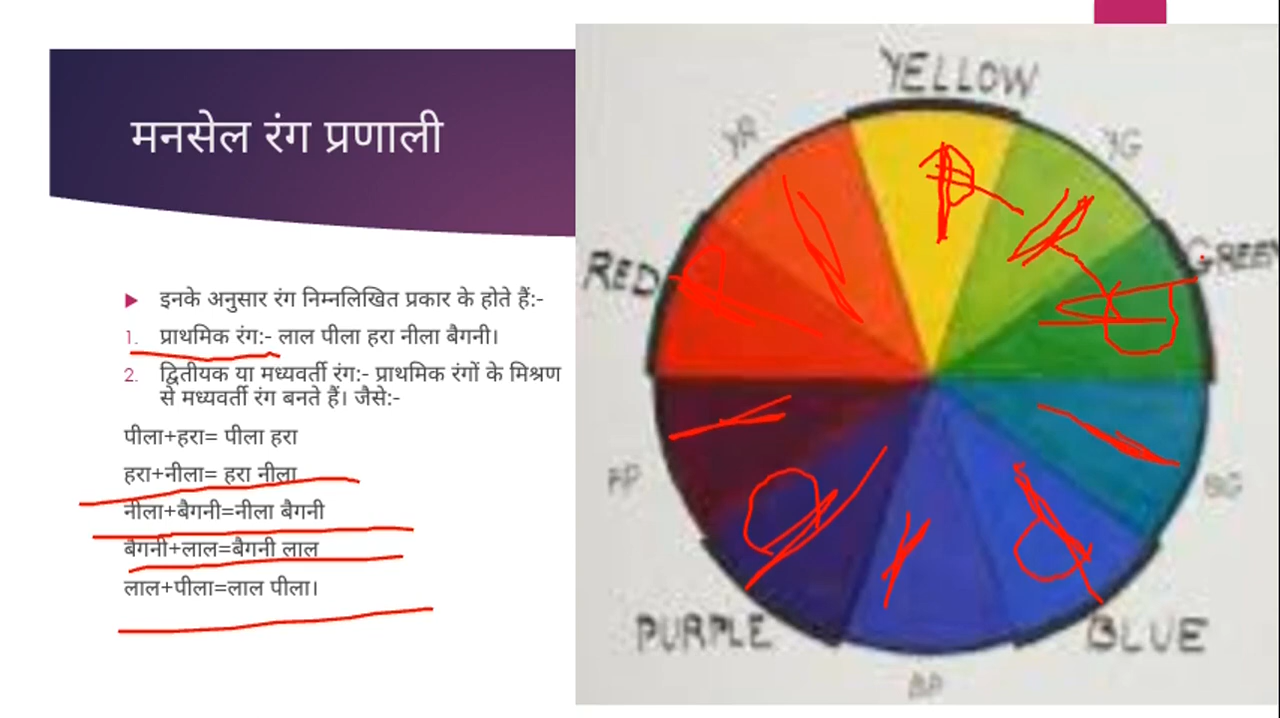 मनसेल रंग प्रणाली
इनके अनुसार रंग निम्नलिखित प्रकार के होते हैं:-
1. प्राथमिक रंग:- लाल पीला हरा नीला बैगनी।
2. द्वितीयक या मध्यवर्ती रंग:- प्राथमिक रंगों के मिश्रण
से मध्यवर्ती रंग बनते हैं। जैसे:-
पीला+हरा= पीला हरा
हरा+नीला= हरा नीला
नीला+बैगनी=नीला बैगनी
बैगनी+लाल=बैगनी लाल
लाल+पीला=लाल पीला।
YELLOW
YR
YG
RED
GREEN
BG
PURPLE
BLUE
BP